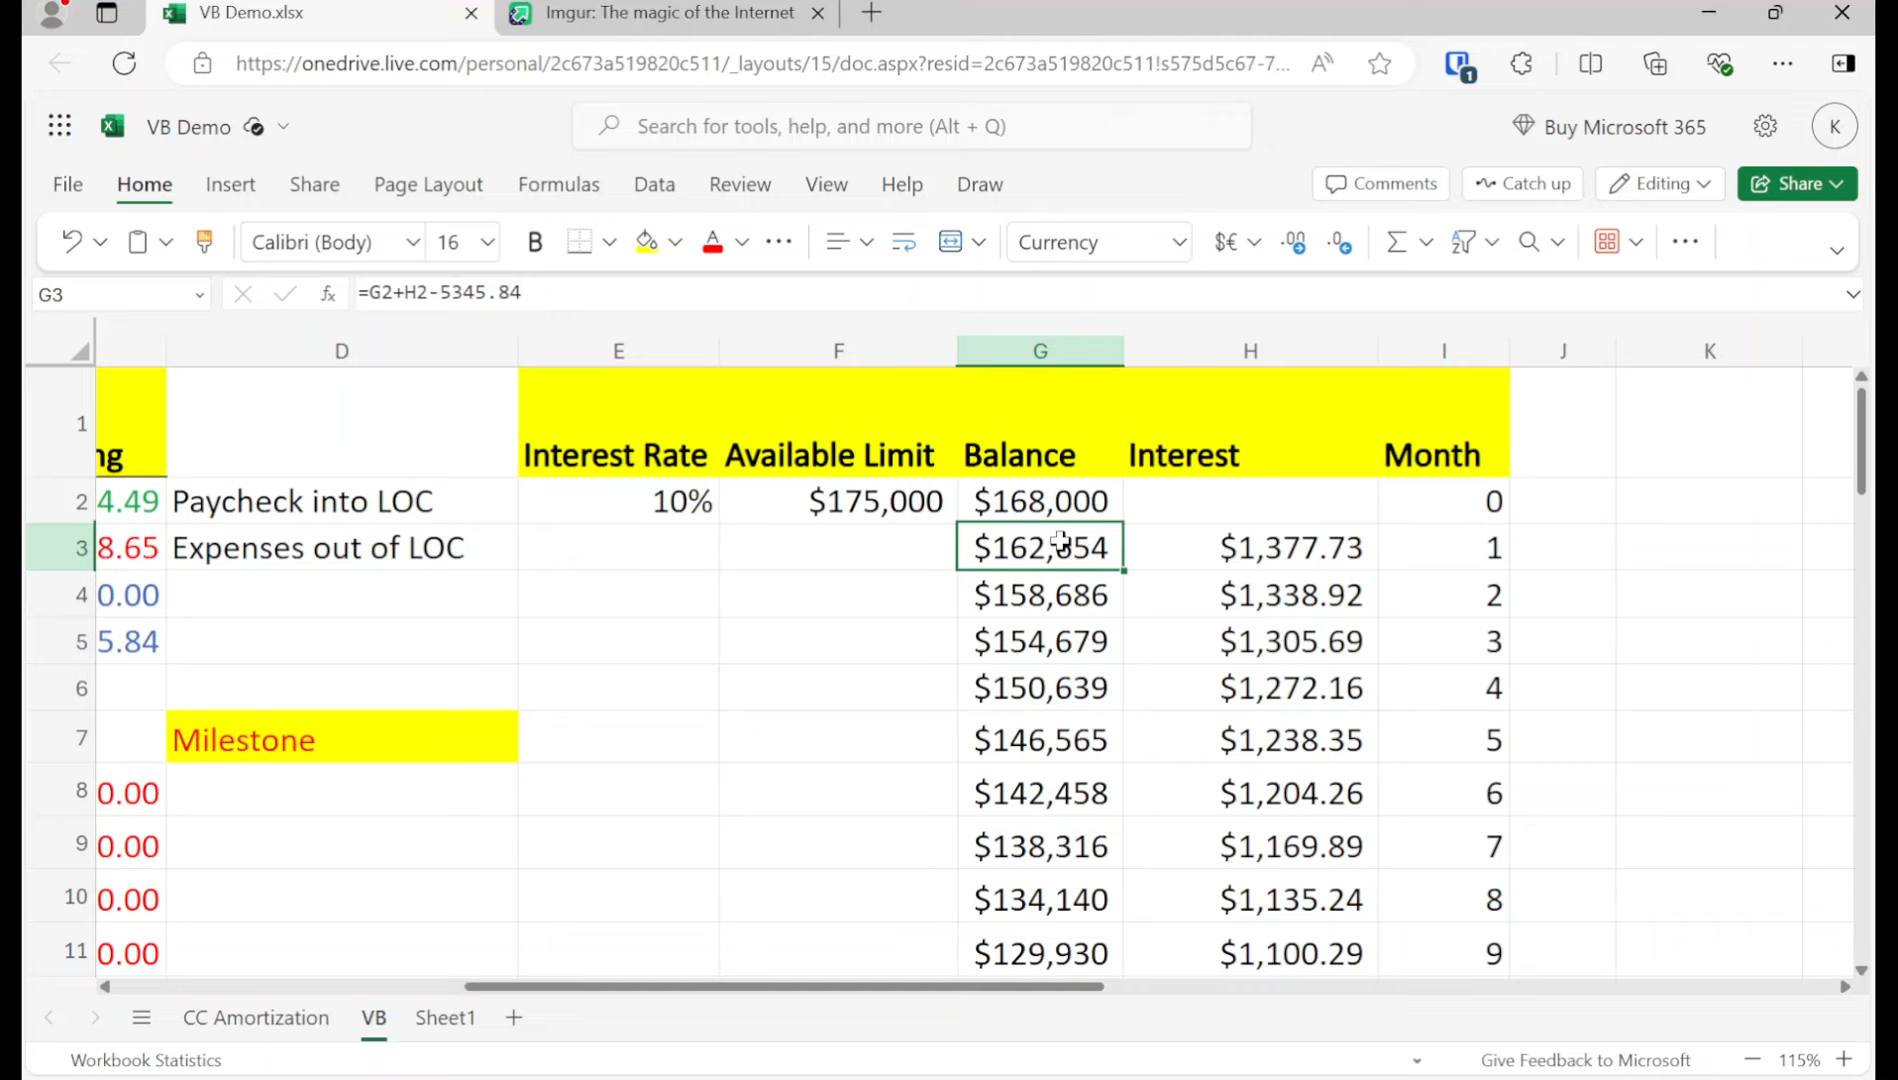 VB Demo.xlsx
Imgur: The magic of the Internet
https://onedrive.live.com/personal/2c673a519820c511/_layouts/15/doc.aspx?resid=2c673a519820c511!s575d5c67-7...
1
VB Demo
Search for tools, help, and more (Alt + Q)
Buy Microsoft 365
K
File Home Insert Share Page Layout Formulas Data Review View Help Draw
Comments Catch up Editing Share
Calibri (Body) 16 B A Currency $€
G3 fx =G2+H2-5345.84
D E F G H I J K
1 ng Interest Rate Available Limit Balance Interest Month
2 4.49 Paycheck into LOC 10% $175,000 $168,000 0
3 8.65 Expenses out of LOC $162,654 $1,377.73 1
4 0.00 $158,686 $1,338.92 2
5 5.84 $154,679 $1,305.69 3
6 $150,639 $1,272.16 4
7 Milestone $146,565 $1,238.35 5
8 0.00 $142,458 $1,204.26 6
9 0.00 $138,316 $1,169.89 7
10 0.00 $134,140 $1,135.24 8
11 0.00 $129,930 $1,100.29 9
CC Amortization VB Sheet1
Workbook Statistics Give Feedback to Microsoft 115%